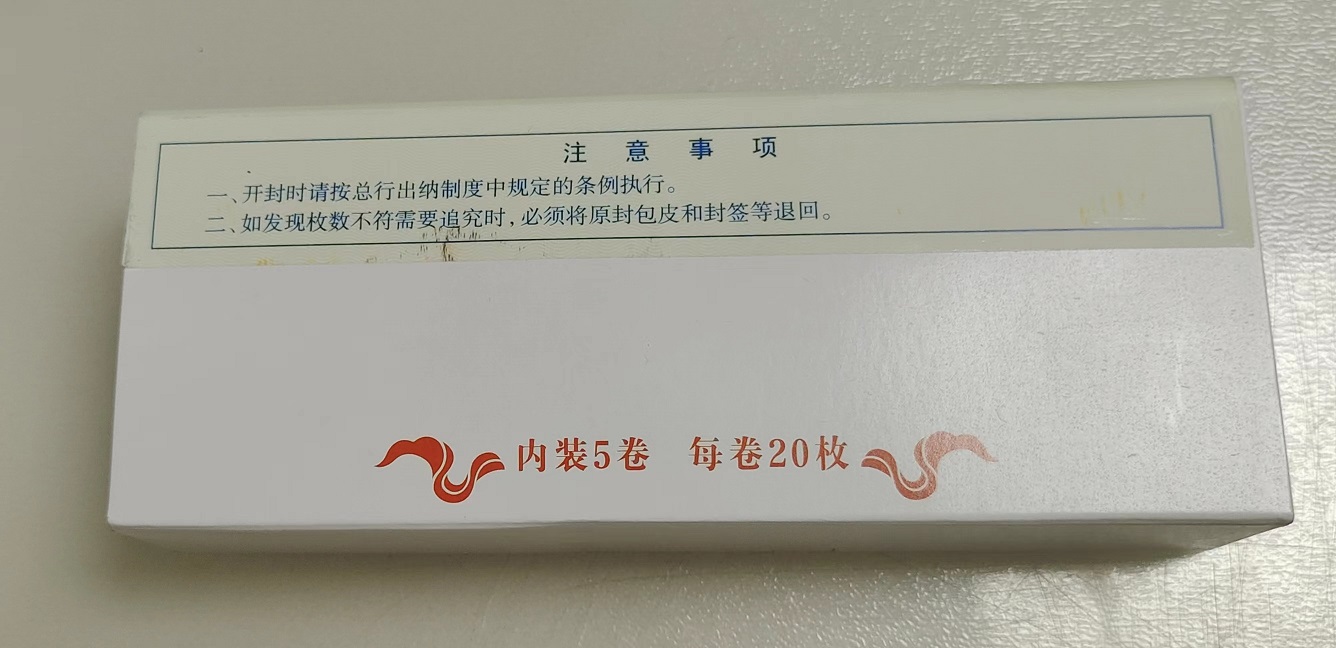 注意事项
一、开封时请按总行出纳制度中规定的条例执行。
二、如发现枚数不符需要追究时,必须将原封包皮和封签等退回。
内装5卷 每卷20枚